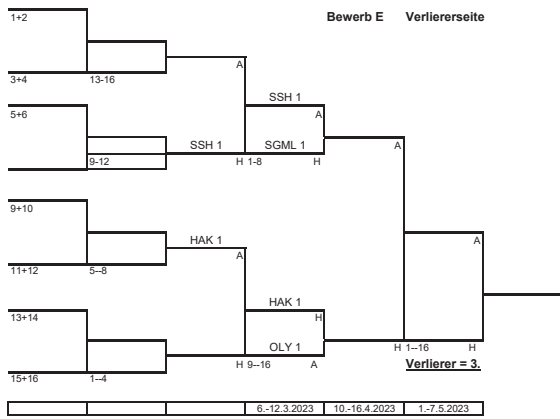 Bewerb E Verliererseite
1+2
3+4 13-16
A
SSH 1
A
5+6
SSH 1 SGML 1
9-12 H 1-8 H
A
9+10
HAK 1
A
A
11+12 5--8
13+14
HAK 1
H
OLY 1
H 9--16 A
H 1--16 H
15+16 1--4
Verlierer = 3.
6.-12.3.2023 10.-16.4.2023 1.-7.5.2023